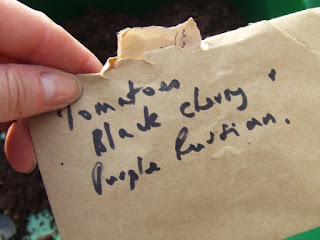 Tomatoes
Black Cherry &
Purple Russian.